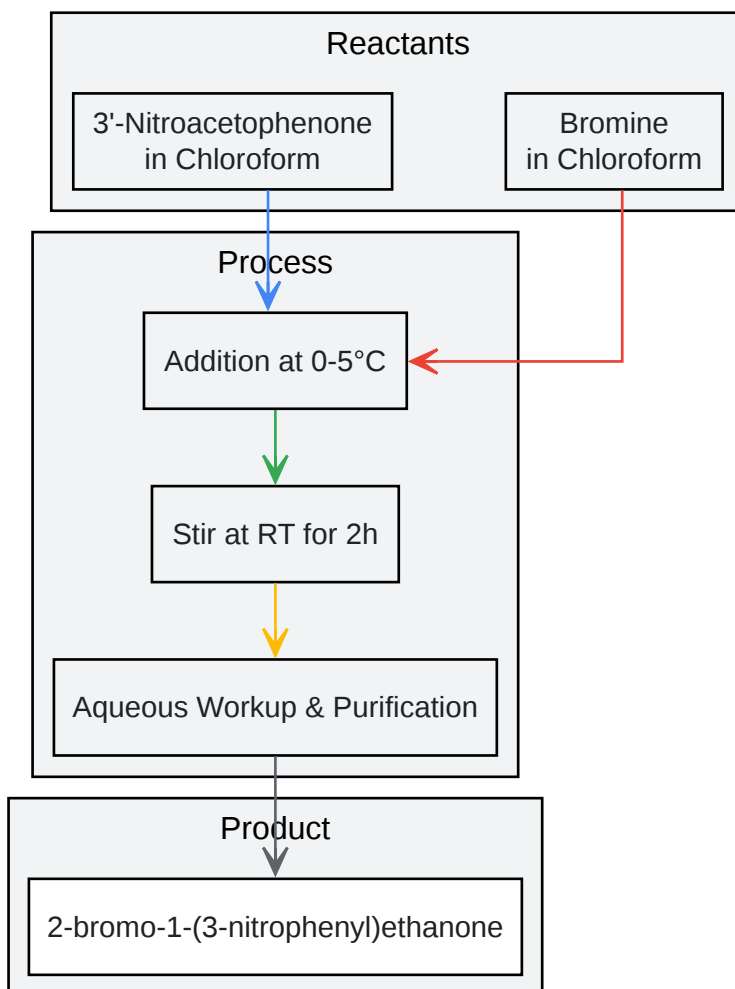 Reactants
3'-Nitroacetophenone
in Chloroform
Bromine
in Chloroform
Process
Addition at 0-5°C
Stir at RT for 2h
Aqueous Workup & Purification
Product
2-bromo-1-(3-nitrophenyl)ethanone